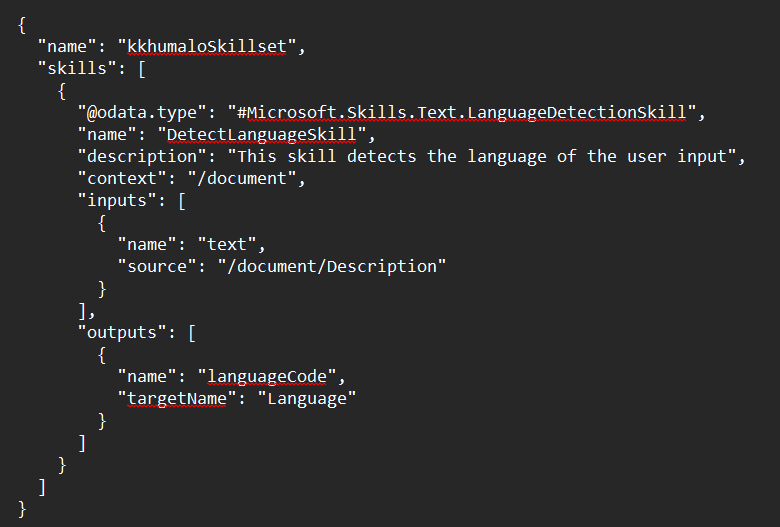 {
  "name": "kkhumaloSkillset",
  "skills": [
    {
      "@odata.type": "#Microsoft.Skills.Text.LanguageDetectionSkill",
      "name": "DetectLanguageSkill",
      "description": "This skill detects the language of the user input",
      "context": "/document",
      "inputs": [
        {
          "name": "text",
          "source": "/document/Description"
        }
      ],
      "outputs": [
        {
          "name": "languageCode",
          "targetName": "Language"
        }
      ]
    }
  ]
}